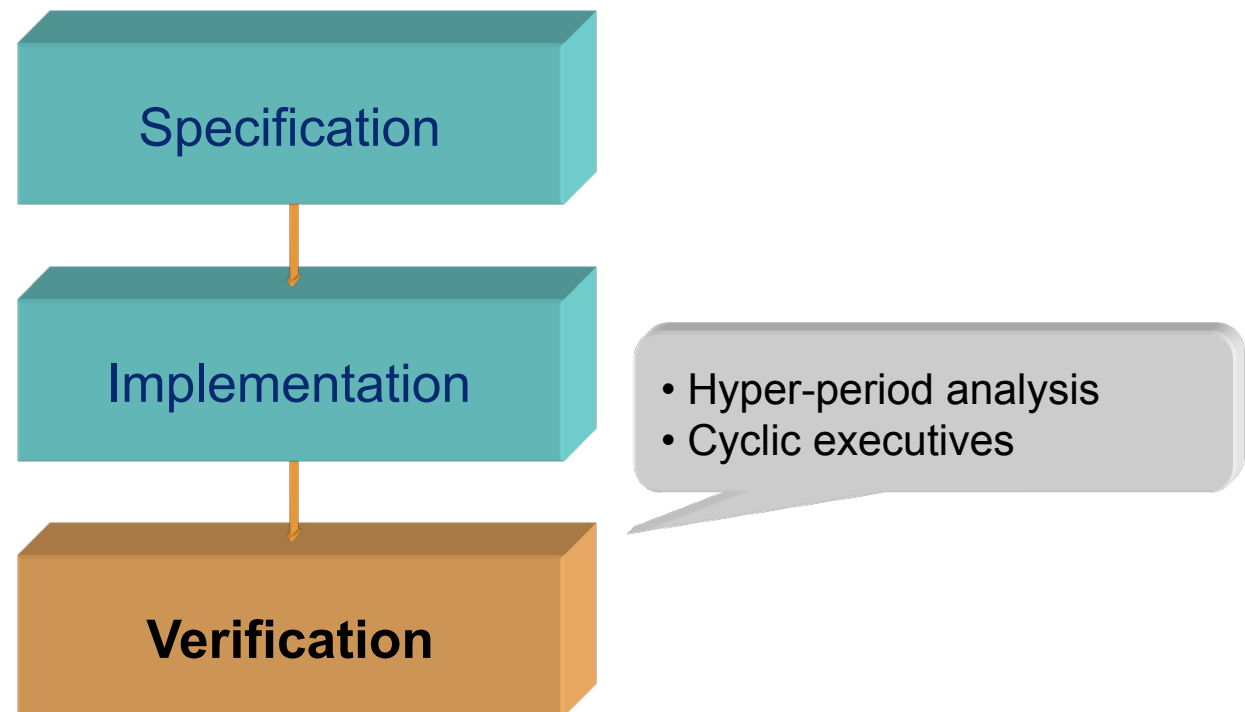 Specification
Implementation
• Hyper-period analysis
• Cyclic executives
Verification